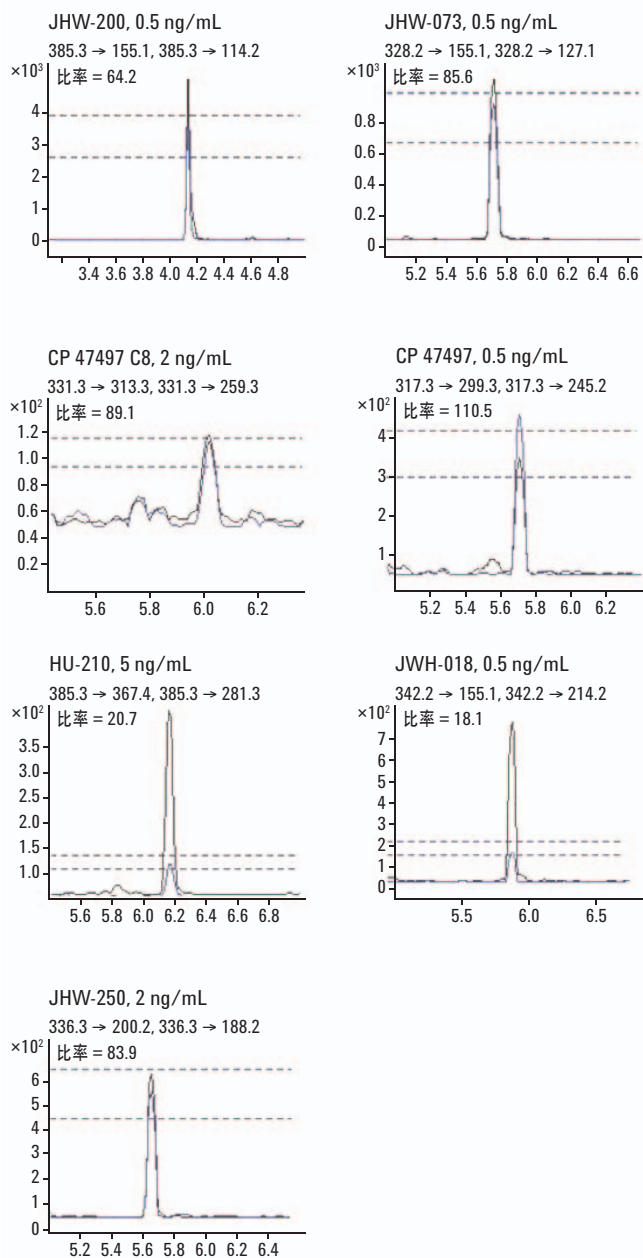 JHW-200, 0.5 ng/mL
385.3 → 155.1, 385.3 → 114.2
×10³
比率 = 64.2
4
3
2
1
0
3.4 3.6 3.8 4.0 4.2 4.4 4.6 4.8
JHW-073, 0.5 ng/mL
328.2 → 155.1, 328.2 → 127.1
×10³
比率 = 85.6
0.8
0.6
0.4
0.2
0
5.2 5.4 5.6 5.8 6.0 6.2 6.4 6.6
CP 47497 C8, 2 ng/mL
331.3 → 313.3, 331.3 → 259.3
×10²
比率 = 89.1
1.2
1.0
0.8
0.6
0.4
0.2
5.6 5.8 6.0 6.2
CP 47497, 0.5 ng/mL
317.3 → 299.3, 317.3 → 245.2
×10²
比率 = 110.5
4
3
2
1
5.2 5.4 5.6 5.8 6.0 6.2
HU-210, 5 ng/mL
385.3 → 367.4, 385.3 → 281.3
×10²
比率 = 20.7
3.5
3.0
2.5
2.0
1.5
1.0
5.6 5.8 6.0 6.2 6.4 6.6 6.8
JWH-018, 0.5 ng/mL
342.2 → 155.1, 342.2 → 214.2
×10²
比率 = 18.1
7
6
5
4
3
2
1
0
5.5 6.0 6.5
JHW-250, 2 ng/mL
336.3 → 200.2, 336.3 → 188.2
×10²
比率 = 83.9
6
5
4
3
2
1
0
5.2 5.4 5.6 5.8 6.0 6.2 6.4